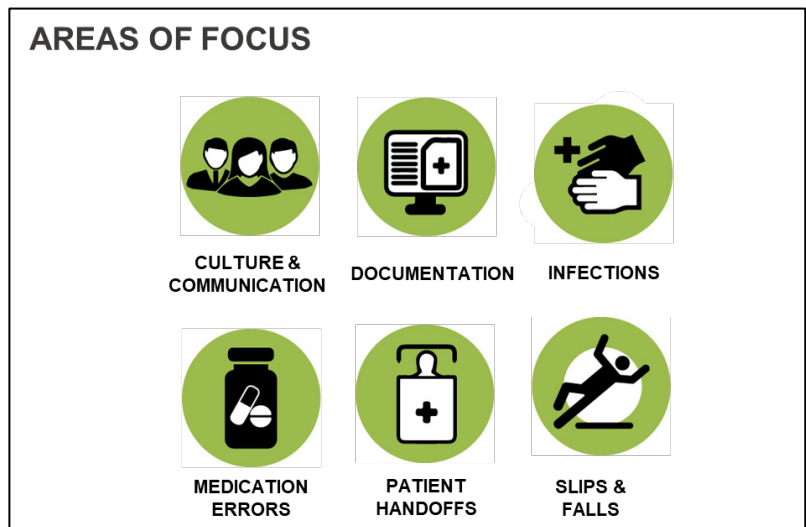 AREAS OF FOCUS
CULTURE &
COMMUNICATION
DOCUMENTATION
INFECTIONS
MEDICATION
ERRORS
PATIENT
HANDOFFS
SLIPS &
FALLS